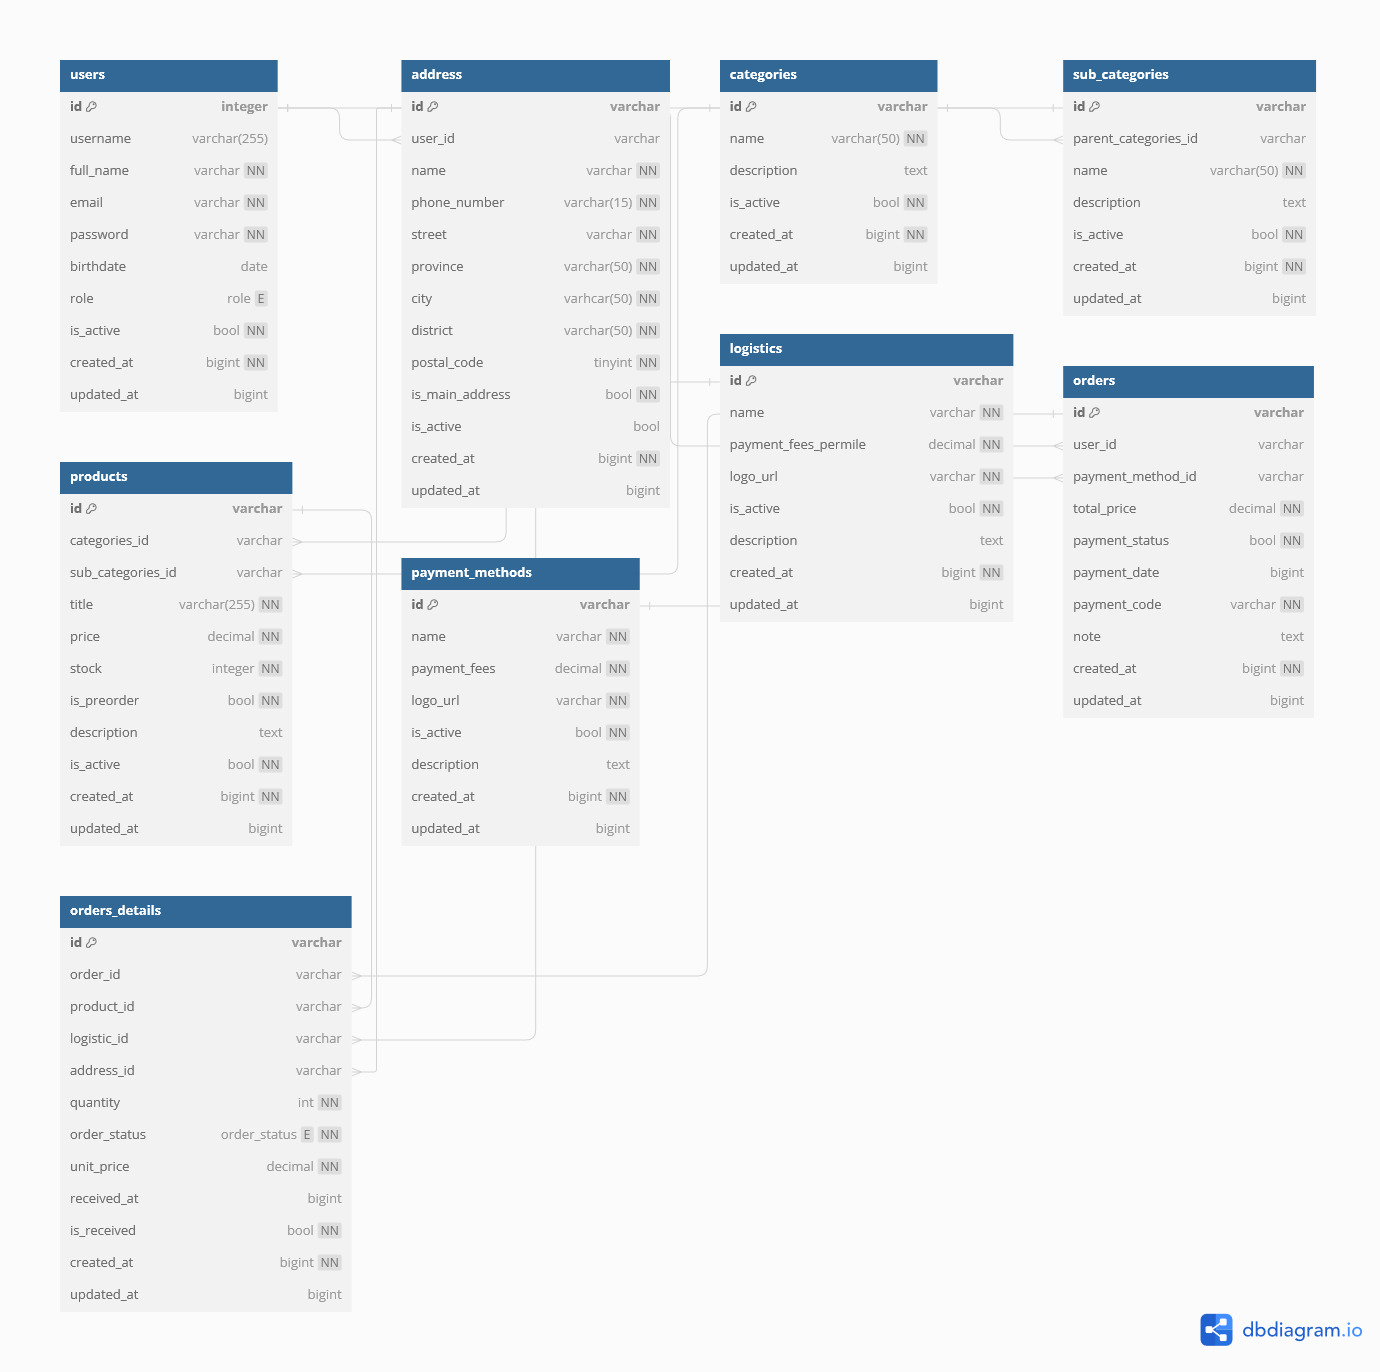 users
id integer
username varchar(255)
full_name varchar NN
email varchar NN
password varchar NN
birthdate date
role role E
is_active bool NN
created_at bigint NN
updated_at bigint
address
id varchar
user_id varchar
name varchar NN
phone_number varchar(15) NN
street varchar NN
province varchar(50) NN
city varhcar(50) NN
district varchar(50) NN
postal_code tinyint NN
is_main_address bool NN
is_active bool
created_at bigint NN
updated_at bigint
categories
id varchar
name varchar(50) NN
description text
is_active bool NN
created_at bigint NN
updated_at bigint
sub_categories
id varchar
parent_categories_id varchar
name varchar(50) NN
description text
is_active bool NN
created_at bigint NN
updated_at bigint
logistics
id varchar
name varchar NN
payment_fees_permile decimal NN
logo_url varchar NN
is_active bool NN
description text
created_at bigint NN
updated_at bigint
orders
id varchar
user_id varchar
payment_method_id varchar
total_price decimal NN
payment_status bool NN
payment_date bigint
payment_code varchar NN
note text
created_at bigint NN
updated_at bigint
products
id varchar
categories_id varchar
sub_categories_id varchar
title varchar(255) NN
price decimal NN
stock integer NN
is_preorder bool NN
description text
is_active bool NN
created_at bigint NN
updated_at bigint
payment_methods
id varchar
name varchar NN
payment_fees decimal NN
logo_url varchar NN
is_active bool NN
description text
created_at bigint NN
updated_at bigint
orders_details
id varchar
order_id varchar
product_id varchar
logistic_id varchar
address_id varchar
quantity int NN
order_status order_status E NN
unit_price decimal NN
received_at bigint
is_received bool NN
created_at bigint NN
updated_at bigint
dbdiagram.io